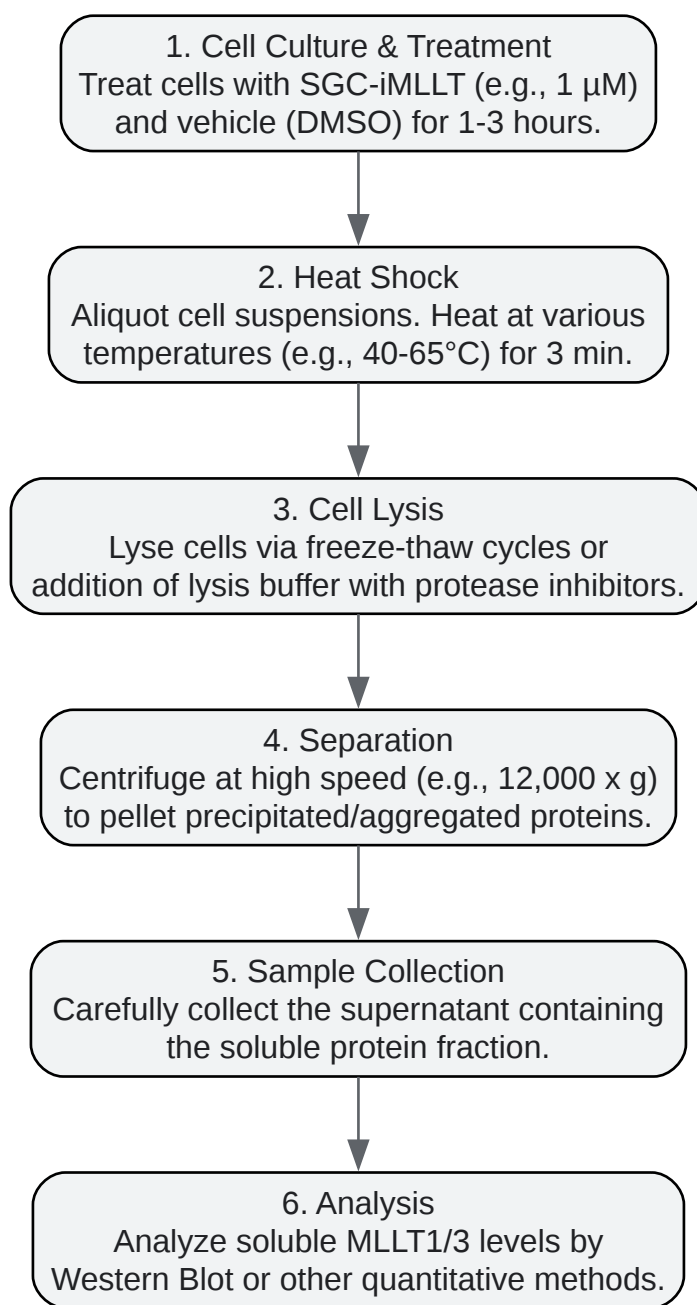 1. Cell Culture & Treatment
Treat cells with SGC-iMLLT (e.g., 1 µM)
and vehicle (DMSO) for 1-3 hours.
2. Heat Shock
Aliquot cell suspensions. Heat at various
temperatures (e.g., 40-65°C) for 3 min.
3. Cell Lysis
Lyse cells via freeze-thaw cycles or
addition of lysis buffer with protease inhibitors.
4. Separation
Centrifuge at high speed (e.g., 12,000 x g)
to pellet precipitated/aggregated proteins.
5. Sample Collection
Carefully collect the supernatant containing
the soluble protein fraction.
6. Analysis
Analyze soluble MLLT1/3 levels by
Western Blot or other quantitative methods.